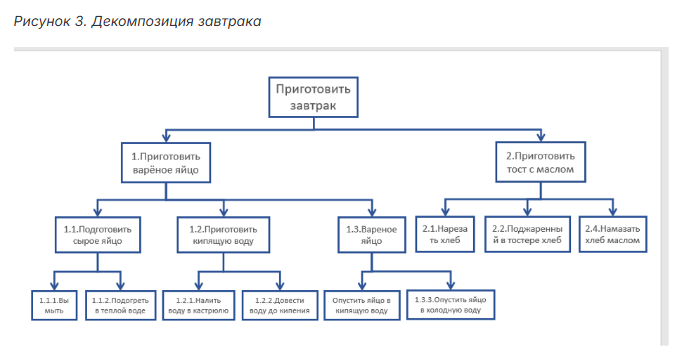 Рисунок 3. Декомпозиция завтрака
Приготовить
завтрак
1.Приготовить
варёное яйцо
2.Приготовить
тост с маслом
1.1.Подготовить
сырое яйцо
1.2.Приготовить
кипящую воду
1.3.Вареное
яйцо
2.1.Нареза
ть хлеб
2.2.Поджаренны
й в тостере хлеб
2.4.Намазать
хлеб маслом
1.1.1.Вы
мыть
1.1.2.Подогреть
в теплой воде
1.2.1.Налить
воду в кастрюлю
1.2.2.Довести
воду до кипения
Опустить яйцо в
кипящую воду
1.3.3.Опустить яйцо
в холодную воду